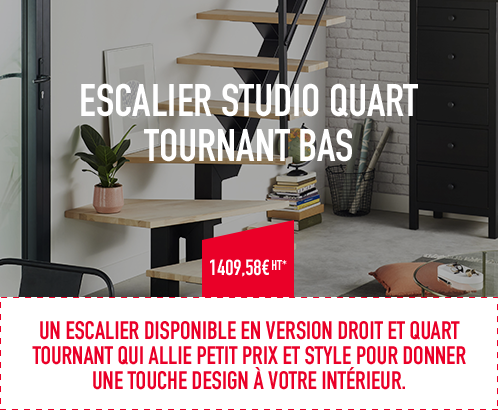 ESCALIER STUDIO QUART
TOURNANT BAS
1409,58€ HT*
UN ESCALIER DISPONIBLE EN VERSION DROIT ET QUART
TOURNANT QUI ALLIE PETIT PRIX ET STYLE POUR DONNER
UNE TOUCHE DESIGN À VOTRE INTÉRIEUR.